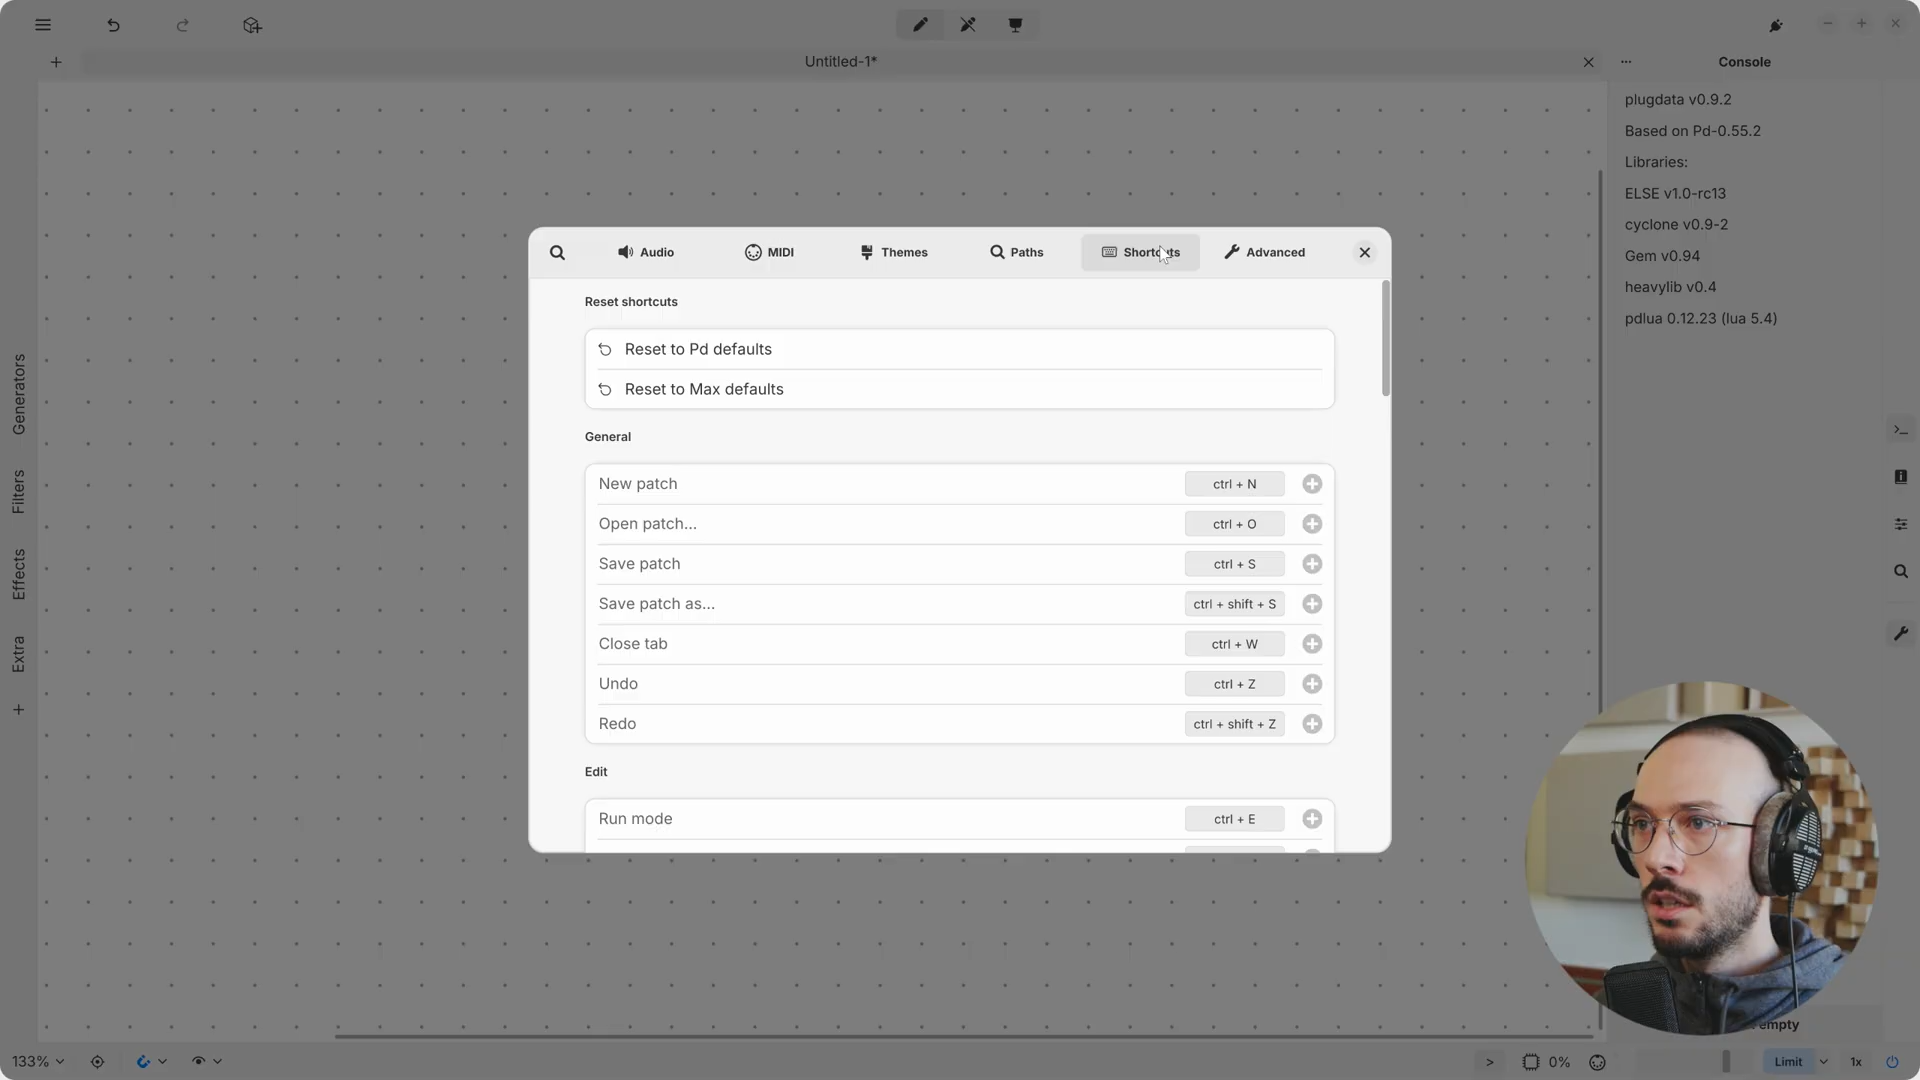 Untitled-1*
Console
plugdata v0.9.2
Based on Pd-0.55.2
Libraries:
ELSE v1.0-rc13
cyclone v0.9-2
Gem v0.94
heavylib v0.4
pdlua 0.12.23 (lua 5.4)
Generators
Filters
Effects
Extra
Audio
MIDI
Themes
Paths
Shortcuts
Advanced
Reset shortcuts
Reset to Pd defaults
Reset to Max defaults
General
New patch ctrl + N
Open patch... ctrl + O
Save patch ctrl + S
Save patch as... ctrl + shift + S
Close tab ctrl + W
Undo ctrl + Z
Redo ctrl + shift + Z
Edit
Run mode ctrl + E
empty
133%
> 0%
Limit
1x